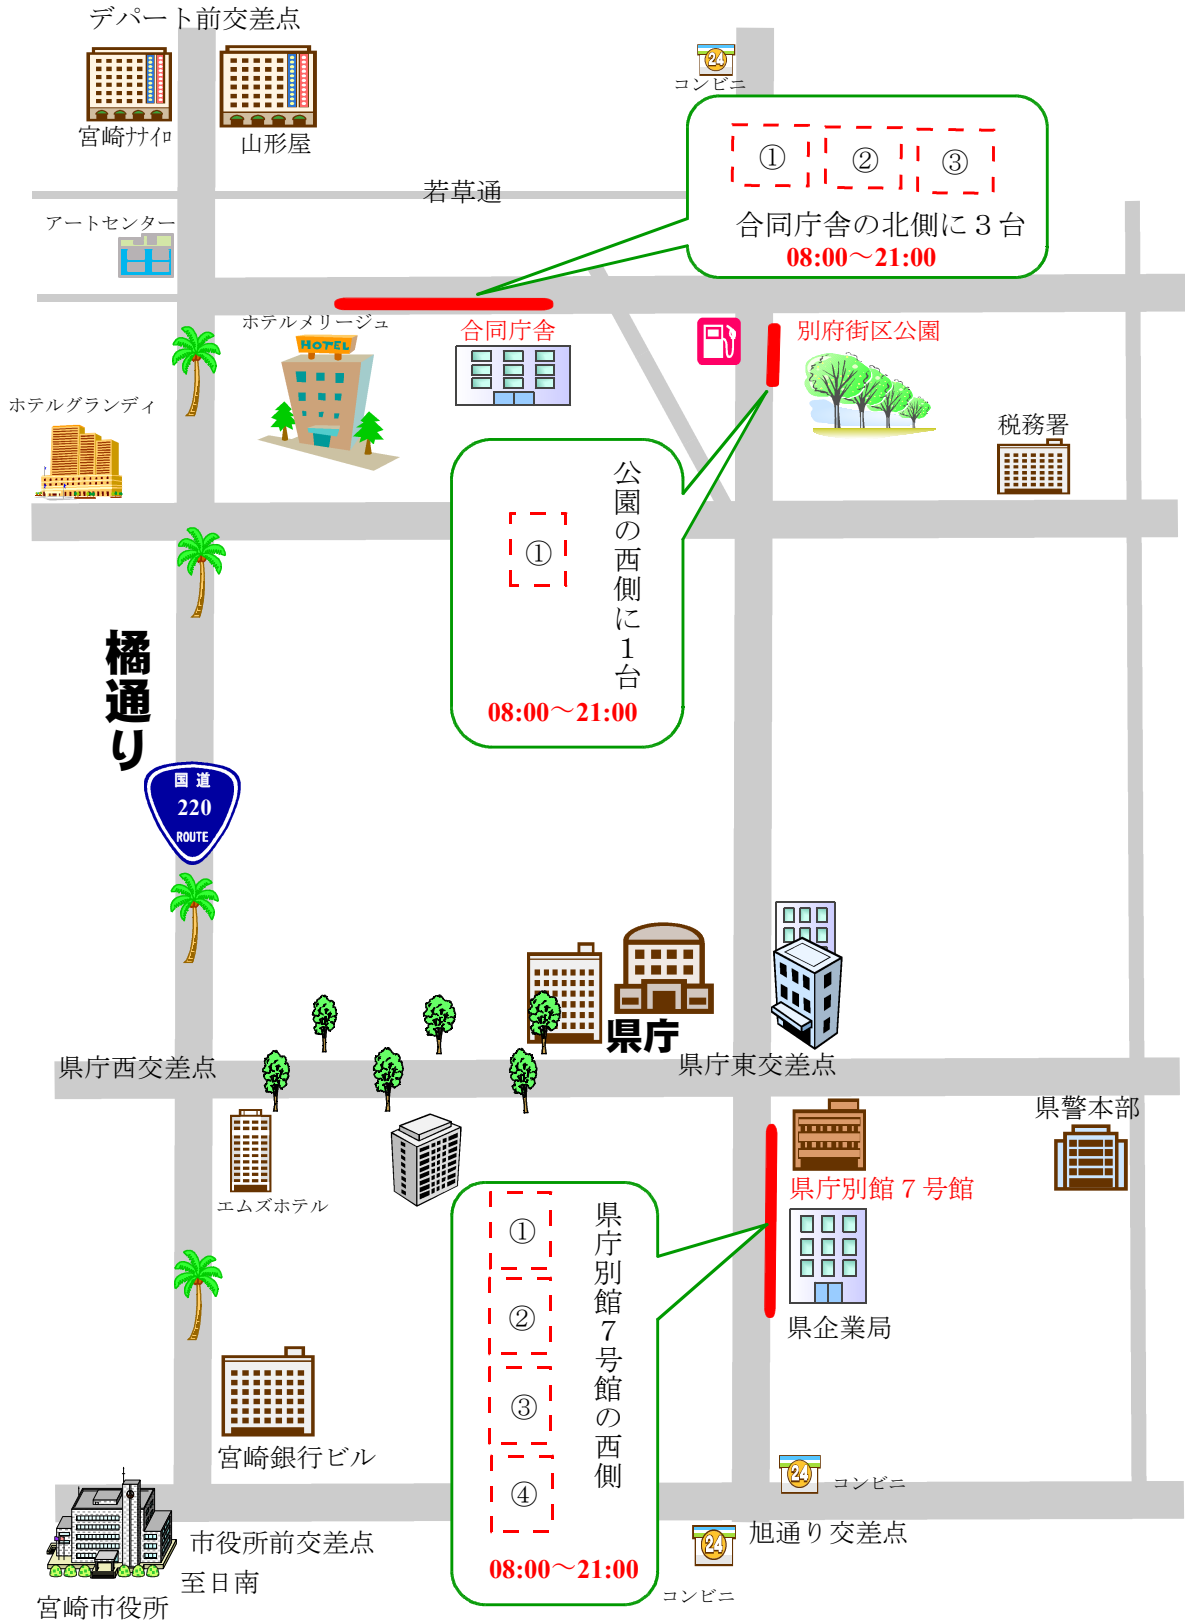 デパート前交差点
宮崎ナナイロ
山形屋
24
コンビニ
① ② ③
合同庁舎の北側に３台
08:00～21:00
若草通
アートセンター
ホテルメリージュ
HOTEL
合同庁舎
別府街区公園
ホテルグランディ
税務署
公園の西側に１台
①
08:00～21:00
橘通り
国道
220
ROUTE
県庁
県庁西交差点
県庁東交差点
県警本部
エムズホテル
県庁別館７号館
県庁別館７号館の西側
①
②
③
④
08:00～21:00
県企業局
宮崎銀行ビル
24
コンビニ
市役所前交差点
旭通り交差点
24
コンビニ
至日南
宮崎市役所